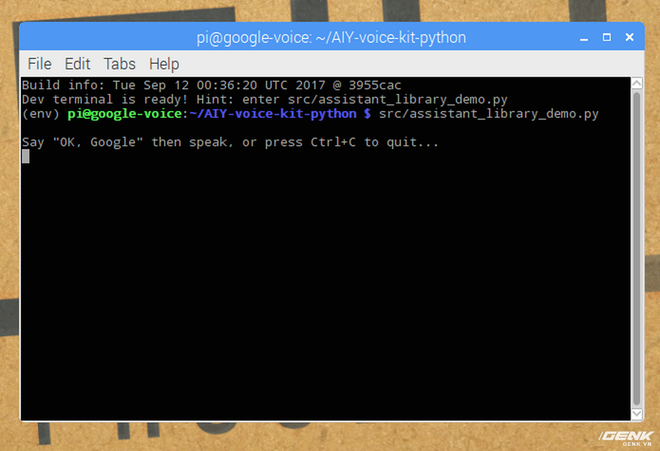 pi@google-voice: ~/AIY-voice-kit-python
File Edit Tabs Help
Build info: Tue Sep 12 00:36:20 UTC 2017 @ 3955cac
Dev terminal is ready! Hint: enter src/assistant_library_demo.py
(env) pi@google-voice:~/AIY-voice-kit-python $ src/assistant_library_demo.py
Say "OK, Google" then speak, or press Ctrl+C to quit...
GENK
GENK.VN